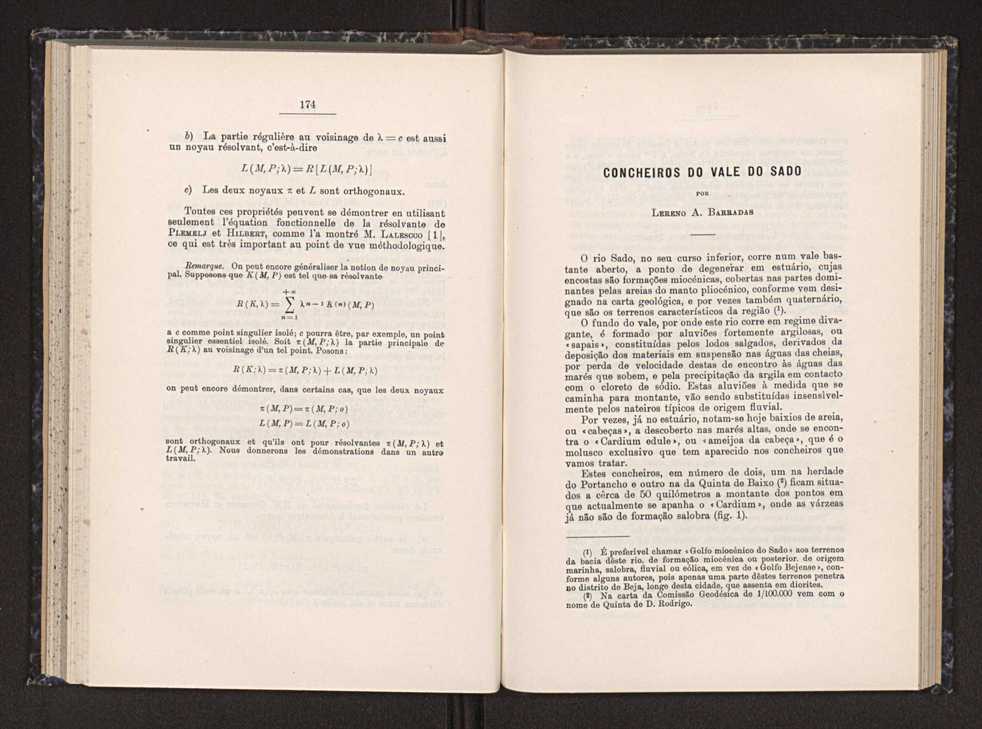 174
b) La partie régulière au voisinage de λ = c est aussi
un noyau résolvant, c'est-à-dire
L (M, P; λ) = R [L (M, P; λ)]
c) Les deux noyaux π et L sont orthogonaux.
Toutes ces propriétés peuvent se démontrer en utilisant
seulement l'équation fonctionnelle de la résolvante de
PLEMELJ et HILBERT, comme l'a montré M. LALESCUO [1],
ce qui est très important au point de vue méthodologique.
Remarque. On peut encore généraliser la notion de noyau princi-
pal. Supposons que K (M, P) est tel que sa résolvante
+∞
R (K, λ) = ∑ λ n – 1 K (n) (M, P)
n = 1
a c comme point singulier isolé; c pourra être, par exemple, un point
singulier essentiel isolé. Soit π (M, P; λ) la partie principale de
R (K; λ) au voisinage d'un tel point. Posons:
R (K; λ) = π (M, P; λ) + L (M, P; λ)
on peut encore démontrer, dans certains cas, que les deux noyaux
π (M, P) = π (M, P; o)
L (M, P) = L (M, P; o)
sont orthogonaux et qu'ils ont pour résolvantes π (M, P; λ) et
L (M, P; λ). Nous donnerons les démonstrations dans un autre
travail.
CONCHEIROS DO VALE DO SADO
POR
LERENO A. BARRADAS
O rio Sado, no seu curso inferior, corre num vale bas-
tante aberto, a ponto de degenerar em estuário, cujas
encostas são formações miocénicas, cobertas nas partes domi-
nantes pelas areias do manto pliocénico, conforme vem desi-
gnado na carta geológica, e por vezes também quaternário,
que são os terrenos característicos da região (¹).
O fundo do vale, por onde este rio corre em regime diva-
gante, é formado por aluviões fortemente argilosas, ou
«sapais», constituídas pelos lodos salgados, derivados da
deposição dos materiais em suspensão nas águas das cheias,
por perda de velocidade destas de encontro às águas das
marés que sobem, e pela precipitação da argila em contacto
com o cloreto de sódio. Estas aluviões à medida que se
caminha para montante, vão sendo substituídas insensível-
mente pelos nateiros típicos de origem fluvial.
Por vezes, já no estuário, notam-se hoje baixios de areia,
ou «cabeças», a descoberto nas marés altas, onde se encon-
tra o «Cardium edule», ou «ameijoa da cabeça», que é o
molusco exclusivo que tem aparecido nos concheiros que
vamos tratar.
Estes concheiros, em número de dois, um na herdade
do Portancho e outro na da Quinta de Baixo (²) ficam situa-
dos a cêrca de 50 quilómetros a montante dos pontos em
que actualmente se apanha o «Cardium», onde as várzeas
já não são de formação salobra (fig. 1).
(¹) É preferível chamar «Golfo miocénico do Sado» aos terrenos
da bacia dêste rio, de formação miocénica ou posterior, de origem
marinha, salobra, fluvial ou eólica, em vez de «Golfo Bejense», con-
forme alguns autores, pois apenas uma parte dêstes terrenos penetra
no distrito de Beja, longe desta cidade, que assenta em diorites.
(²) Na carta da Comissão Geodésica de 1/100.000 vem com o
nome de Quinta de D. Rodrigo.